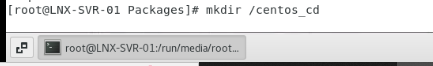 [root@LNX-SVR-01 Packages]# mkdir /centos_cd
root@LNX-SVR-01:/run/media/root...